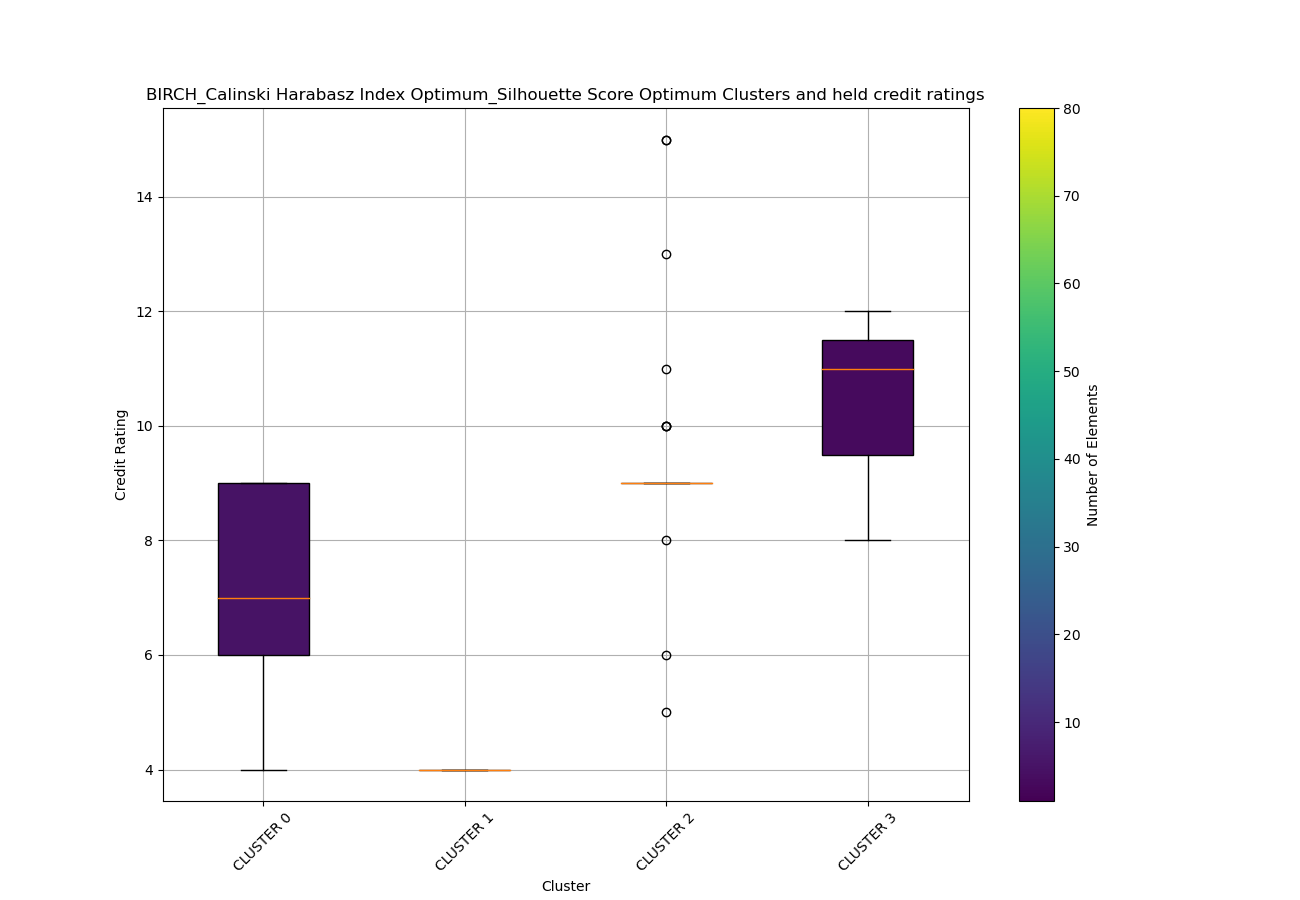 BIRCH_Calinski Harabasz Index Optimum_Silhouette Score Optimum Clusters and held credit ratings
Credit Rating
14
12
10
8
6
4
CLUSTER 0
CLUSTER 1
CLUSTER 2
CLUSTER 3
Cluster
80
70
60
50
40
30
20
10
Number of Elements